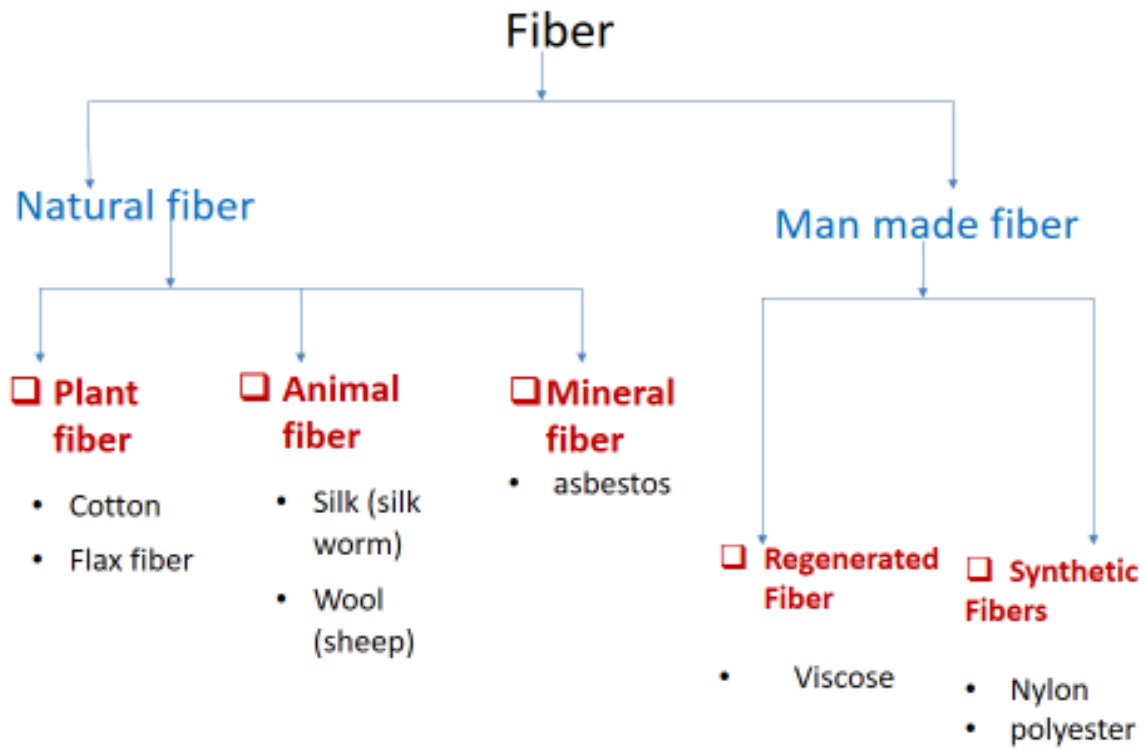 Fiber
Natural fiber
Man made fiber
❑ Plant
fiber
• Cotton
• Flax fiber
❑ Animal
fiber
• Silk (silk
worm)
• Wool
(sheep)
❑ Mineral
fiber
• asbestos
❑ Regenerated
Fiber
• Viscose
❑ Synthetic
Fibers
• Nylon
• polyester